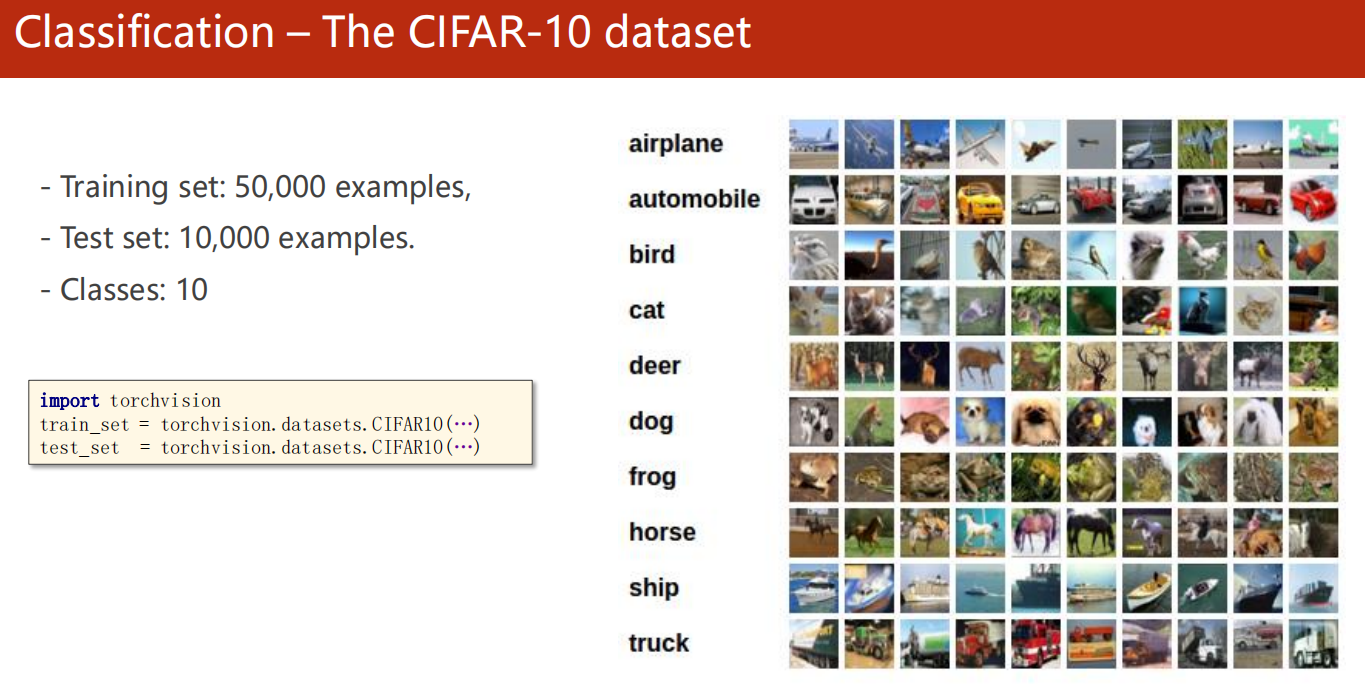 Classification – The CIFAR-10 dataset
- Training set: 50,000 examples,
- Test set: 10,000 examples.
- Classes: 10
import torchvision
train_set = torchvision.datasets.CIFAR10(⋯)
test_set  = torchvision.datasets.CIFAR10(⋯)
airplane
automobile
bird
cat
deer
dog
frog
horse
ship
truck